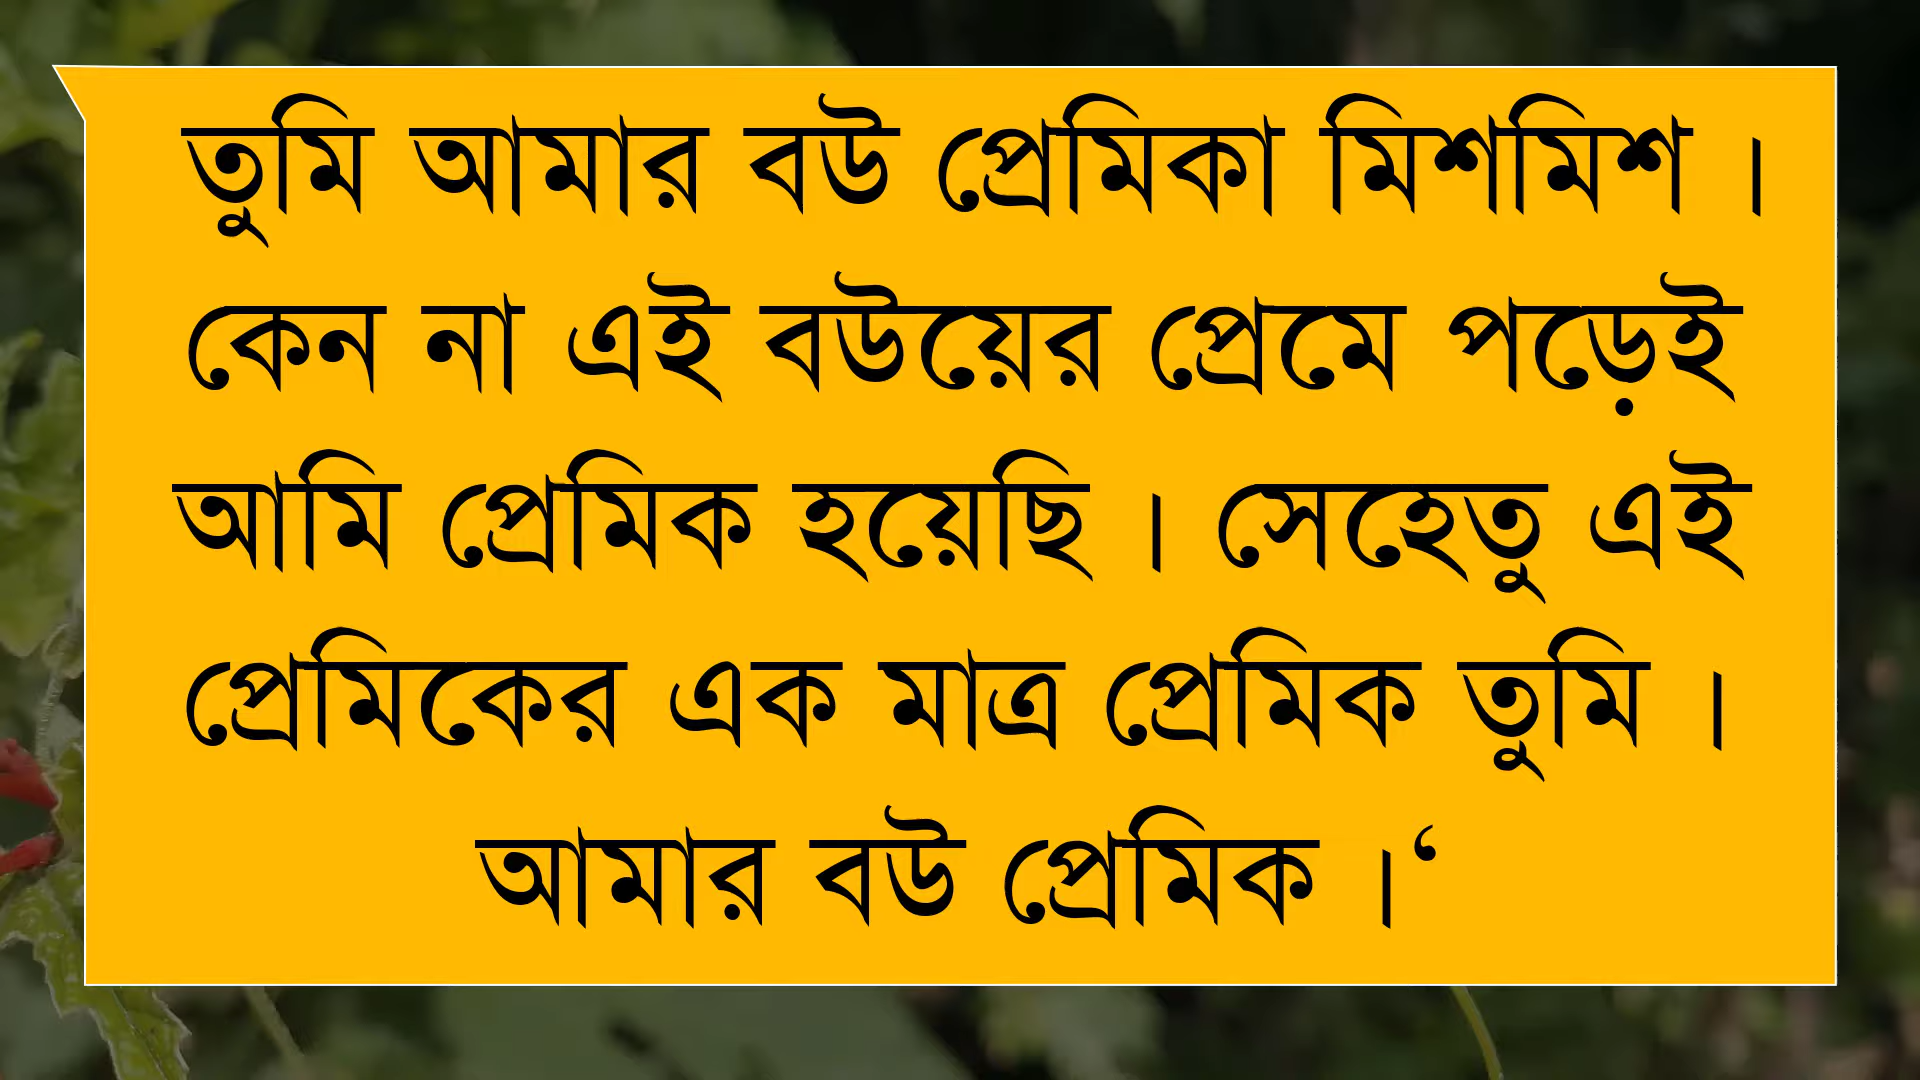 তুমি আমার বউ প্রেমিকা মিশমিশ ।
কেন না এই বউয়ের প্রেমে পড়েই
আমি প্রেমিক হয়েছি । সেহেতু এই
প্রেমিকের এক মাত্র প্রেমিক তুমি ।
আমার বউ প্রেমিক ।‘